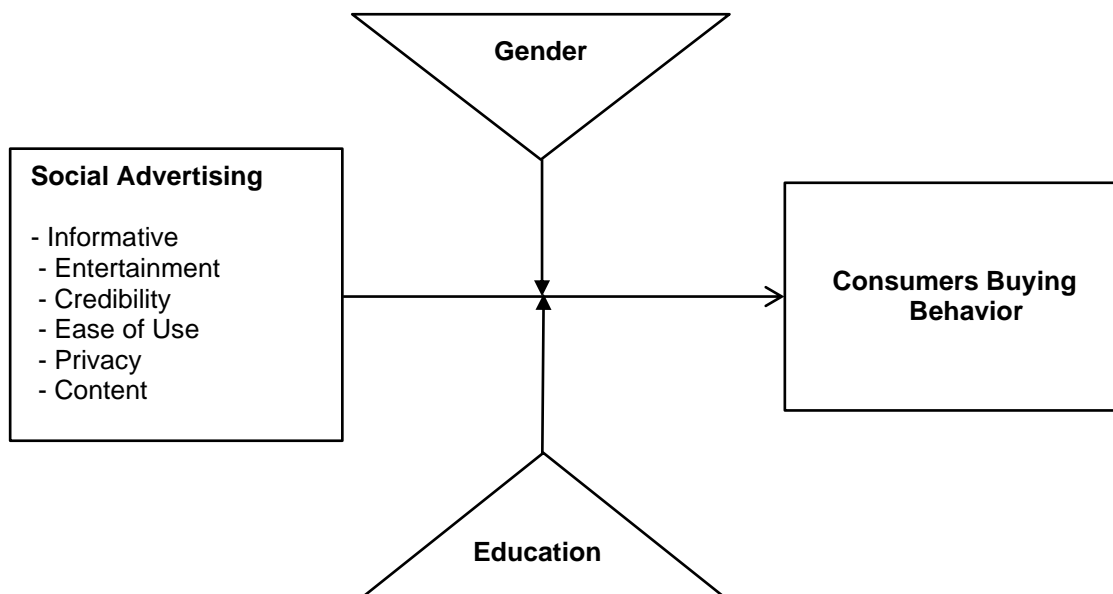 Gender
Social Advertising
- Informative
- Entertainment
- Credibility
- Ease of Use
- Privacy
- Content
Consumers Buying
Behavior
Education